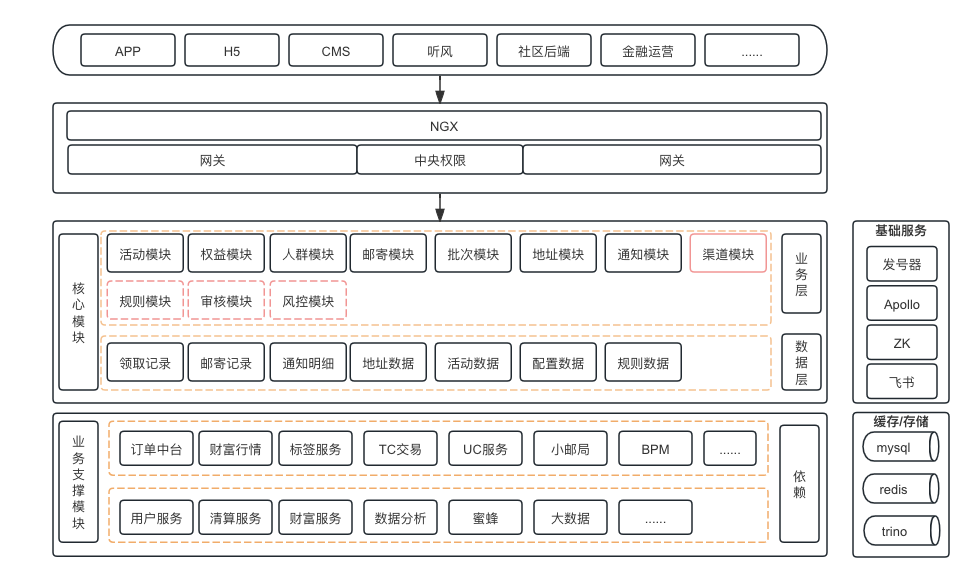 APP H5 CMS 听风 社区后端 金融运营 ......
NGX
网关 中央权限 网关
核心模块
活动模块 权益模块 人群模块 邮寄模块 批次模块 地址模块 通知模块 渠道模块
规则模块 审核模块 风控模块
业务层
领取记录 邮寄记录 通知明细 地址数据 活动数据 配置数据 规则数据
数据层
业务支撑模块
订单中台 财富行情 标签服务 TC交易 UC服务 小邮局 BPM ......
用户服务 清算服务 财富服务 数据分析 蜜蜂 大数据 ......
依赖
基础服务
发号器
Apollo
ZK
飞书
缓存/存储
mysql
redis
trino